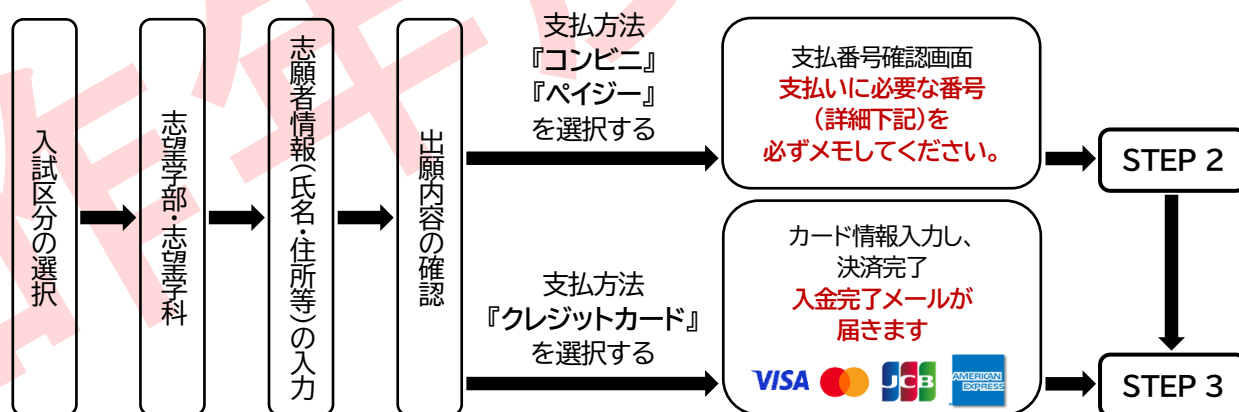 入試区分の選択
志望学部・志望学科
志願者情報(氏名・住所等)の入力
出願内容の確認
支払方法
『コンビニ』
『ペイジー』
を選択する
支払番号確認画面
支払いに必要な番号
(詳細下記)を
必ずメモしてください。
STEP 2
支払方法
『クレジットカード』
を選択する
カード情報入力し、
決済完了
入金完了メールが
届きます
VISA
JCB
AMERICAN
EXPRESS
STEP 3